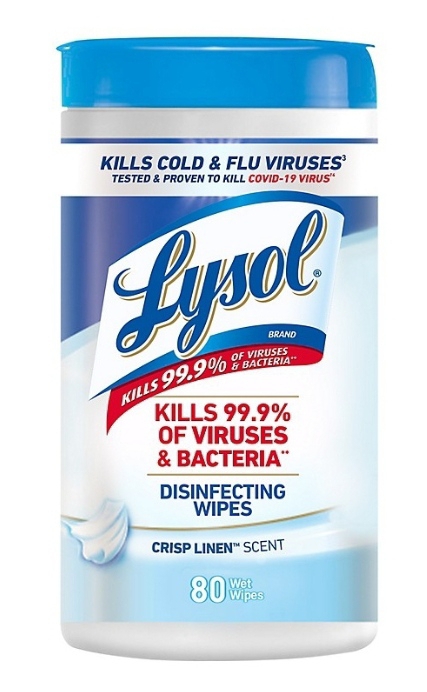 KILLS COLD & FLU VIRUSES³
TESTED & PROVEN TO KILL COVID-19 VIRUS*^
Lysol®
BRAND
KILLS 99.9% OF VIRUSES
& BACTERIA**
KILLS 99.9%
OF VIRUSES
& BACTERIA**
DISINFECTING
WIPES
CRISP LINEN™ SCENT
80 Wet
Wipes